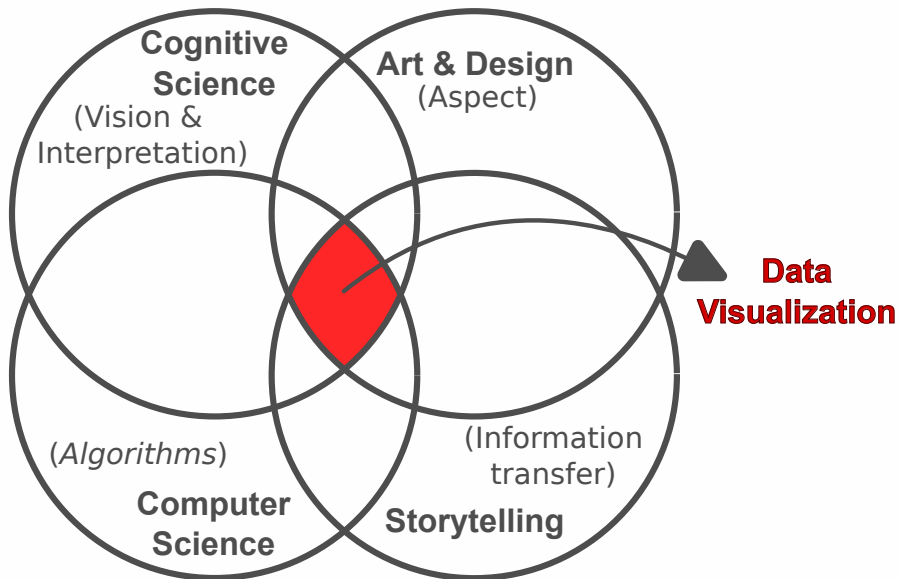 Cognitive
Science
(Vision &
Interpretation)
Art & Design
(Aspect)
Data
Visualization
(Algorithms)
Computer
Science
(Information
transfer)
Storytelling